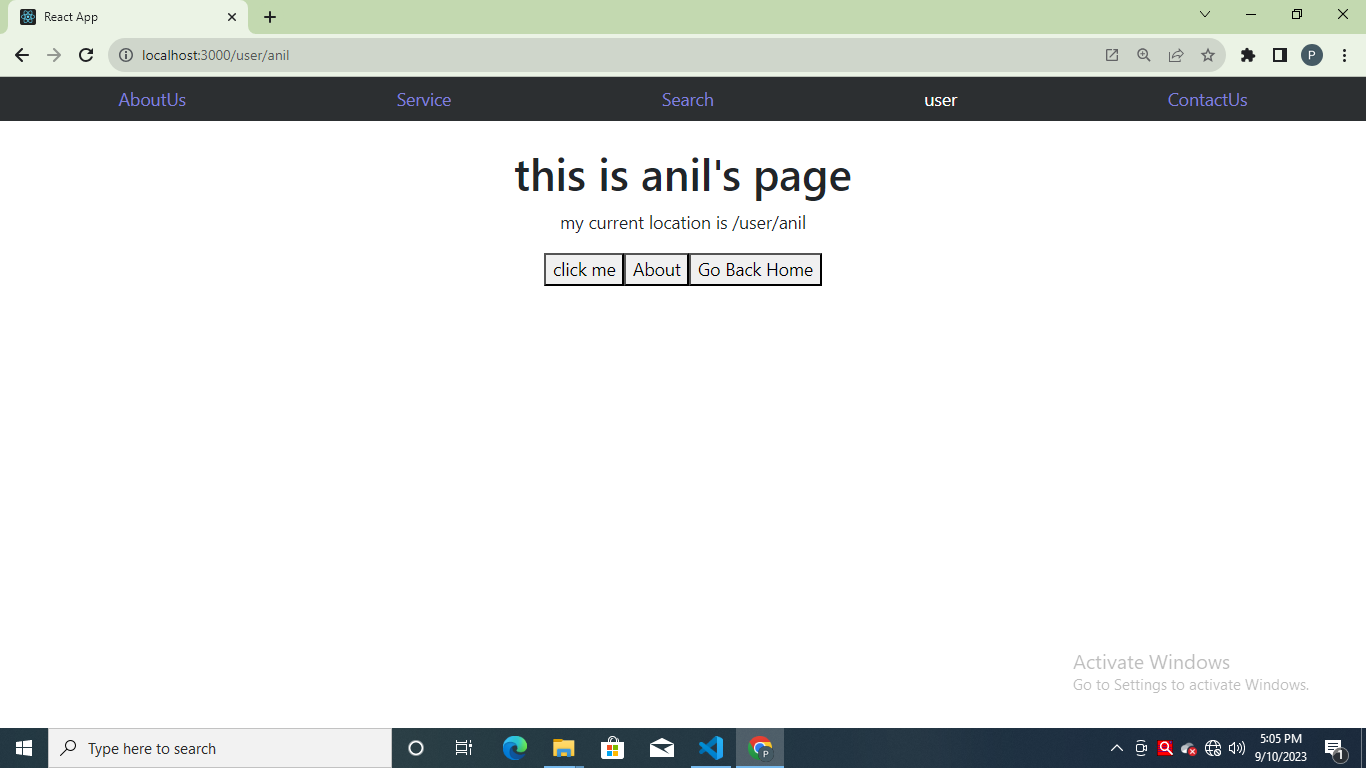 React App
localhost:3000/user/anil
P
AboutUs Service Search user ContactUs
this is anil's page
my current location is /user/anil
click me About Go Back Home
Activate Windows
Go to Settings to activate Windows.
Type here to search
P
5:05 PM
9/10/2023
1